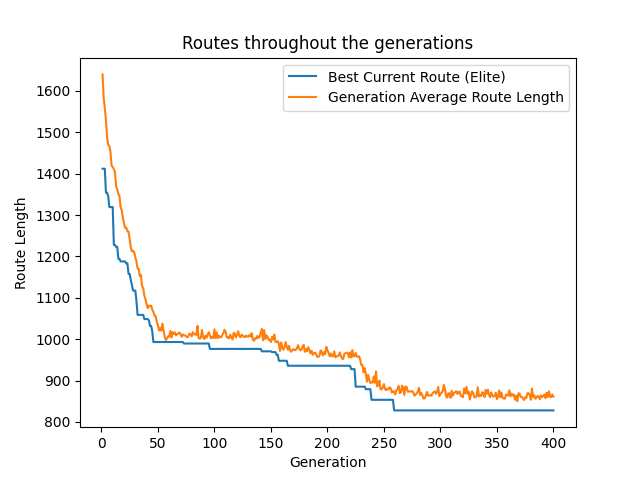 Routes throughout the generations
Best Current Route (Elite)
Generation Average Route Length
1600
1500
1400
1300
1200
1100
1000
900
800
Route Length
0 50 100 150 200 250 300 350 400
Generation